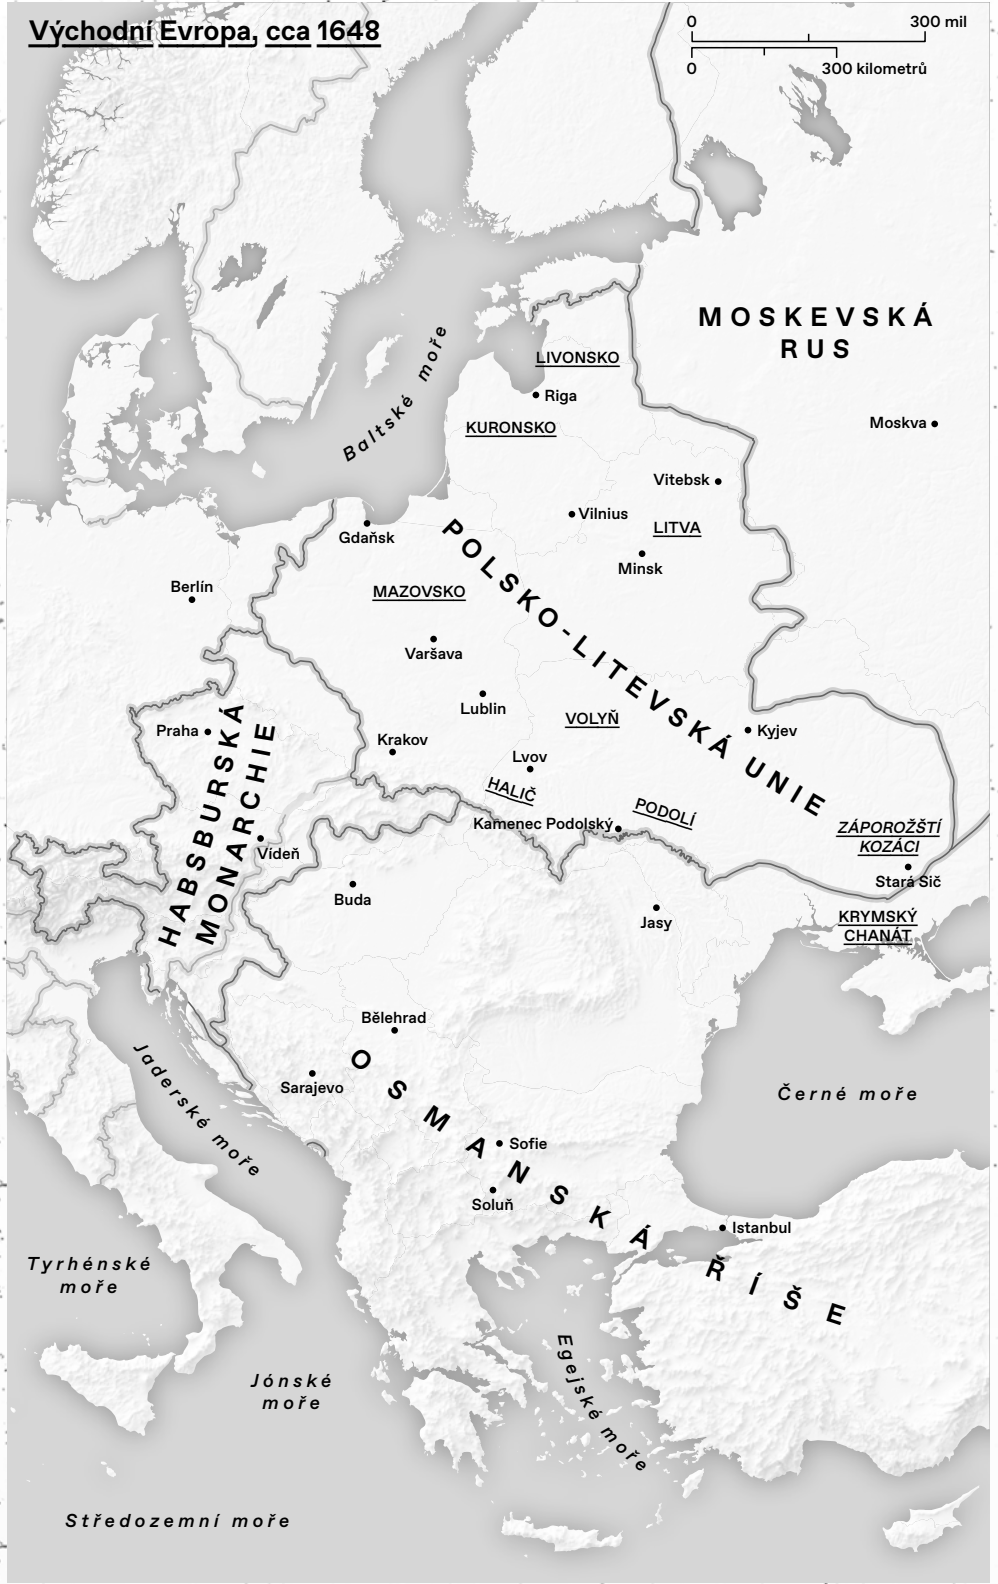 Východní Evropa, cca 1648
0 300 mil
0 300 kilometrů
MOSKEVSKÁ
RUS
Baltské moře
LIVONSKO
Riga
KURONSKO
Moskva
Vitebsk
Vilnius
LITVA
Gdaňsk
Minsk
POLSKO-LITEVSKÁ UNIE
Berlín
MAZOVSKO
Varšava
Lublin
VOLYŇ
Praha
Krakov
Kyjev
Lvov
HALIČ
HABSBURSKÁ
MONARCHIE
PODOLÍ
Kamenec Podolský
ZÁPOROŽŠTÍ
KOZÁCI
Vídeň
Stará Sič
Buda
Jasy
KRYMSKÝ
CHANÁT
Bělehrad
Jaderské moře
Sarajevo
Černé moře
OSMANSKÁ ŘÍŠE
Sofie
Soluň
Istanbul
Tyrhénské
moře
Egejské moře
Jónské
moře
Středozemní moře